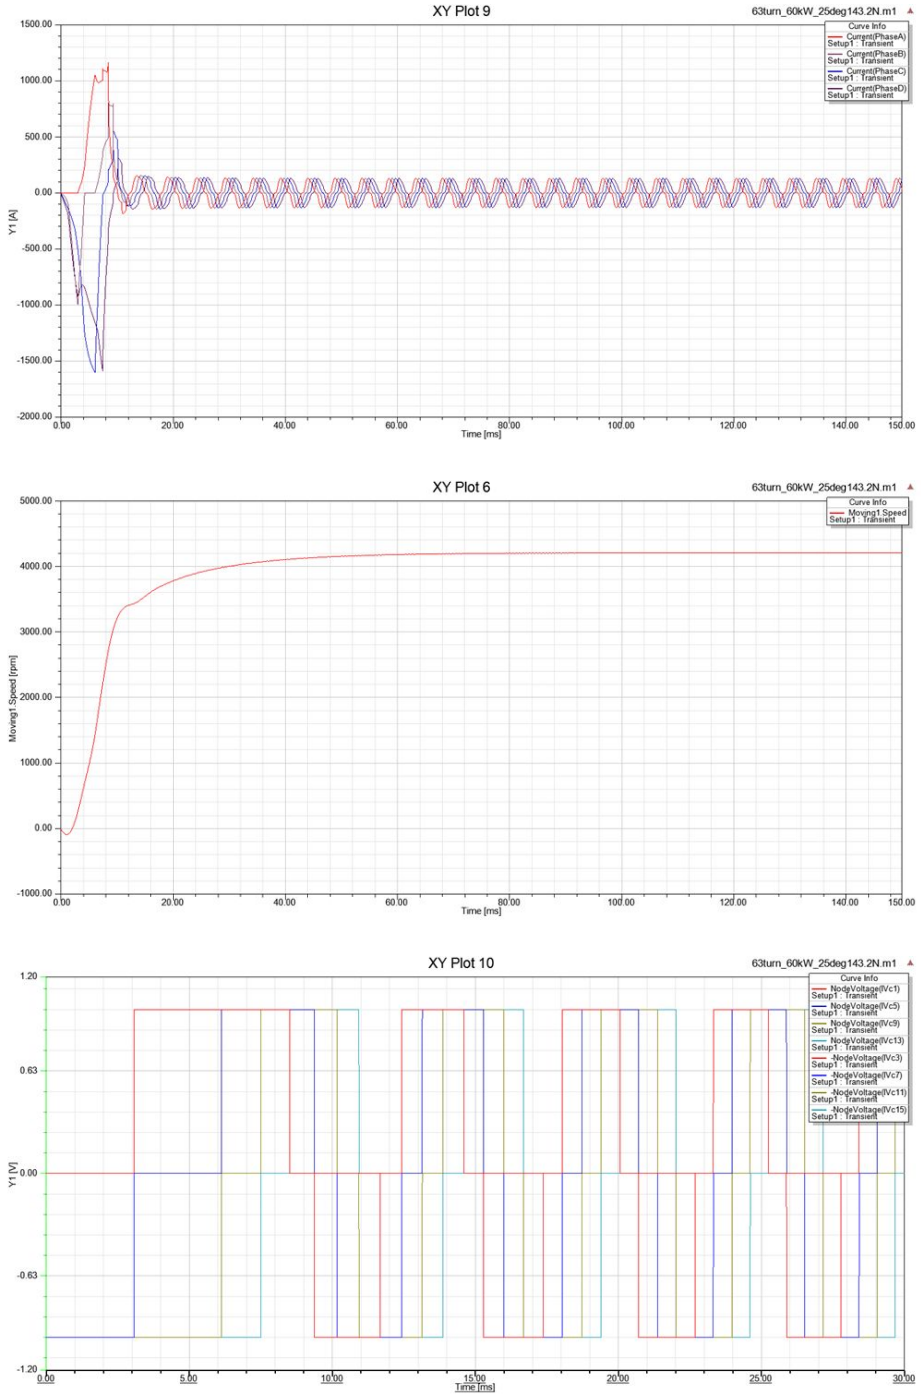 XY Plot 9
63turn_60kW_25deg143.2N.m1
Curve Info
Current(PhaseA)
Setup1 : Transient
Current(PhaseB)
Setup1 : Transient
Current(PhaseC)
Setup1 : Transient
Current(PhaseD)
Setup1 : Transient
1500.00
1000.00
500.00
0.00
-500.00
-1000.00
-1500.00
-2000.00
Y1 [A]
0.00 20.00 40.00 60.00 80.00 100.00 120.00 140.00 150.00
Time [ms]
XY Plot 6
63turn_60kW_25deg143.2N.m1
Curve Info
Moving1.Speed
Setup1 : Transient
5000.00
4000.00
3000.00
2000.00
1000.00
0.00
-1000.00
Moving1.Speed [rpm]
0.00 20.00 40.00 60.00 80.00 100.00 120.00 140.00 150.00
Time [ms]
XY Plot 10
63turn_60kW_25deg143.2N.m1
Curve Info
NodeVoltage(IVc1)
Setup1 : Transient
NodeVoltage(IVc5)
Setup1 : Transient
NodeVoltage(IVc9)
Setup1 : Transient
NodeVoltage(IVc13)
Setup1 : Transient
-NodeVoltage(IVc3)
Setup1 : Transient
-NodeVoltage(IVc7)
Setup1 : Transient
-NodeVoltage(IVc11)
Setup1 : Transient
-NodeVoltage(IVc15)
Setup1 : Transient
1.20
0.63
0.00
-0.63
-1.20
Y1 [V]
0.00 5.00 10.00 15.00 20.00 25.00 30.00
Time [ms]